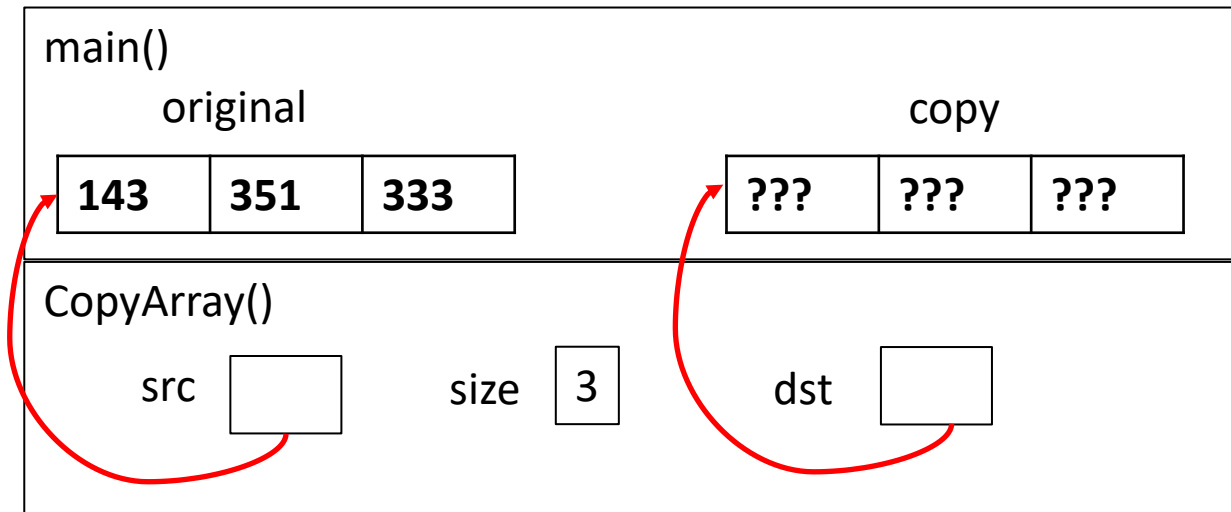 main()
original copy
143 351 333 ??? ??? ???
CopyArray()
src size 3 dst